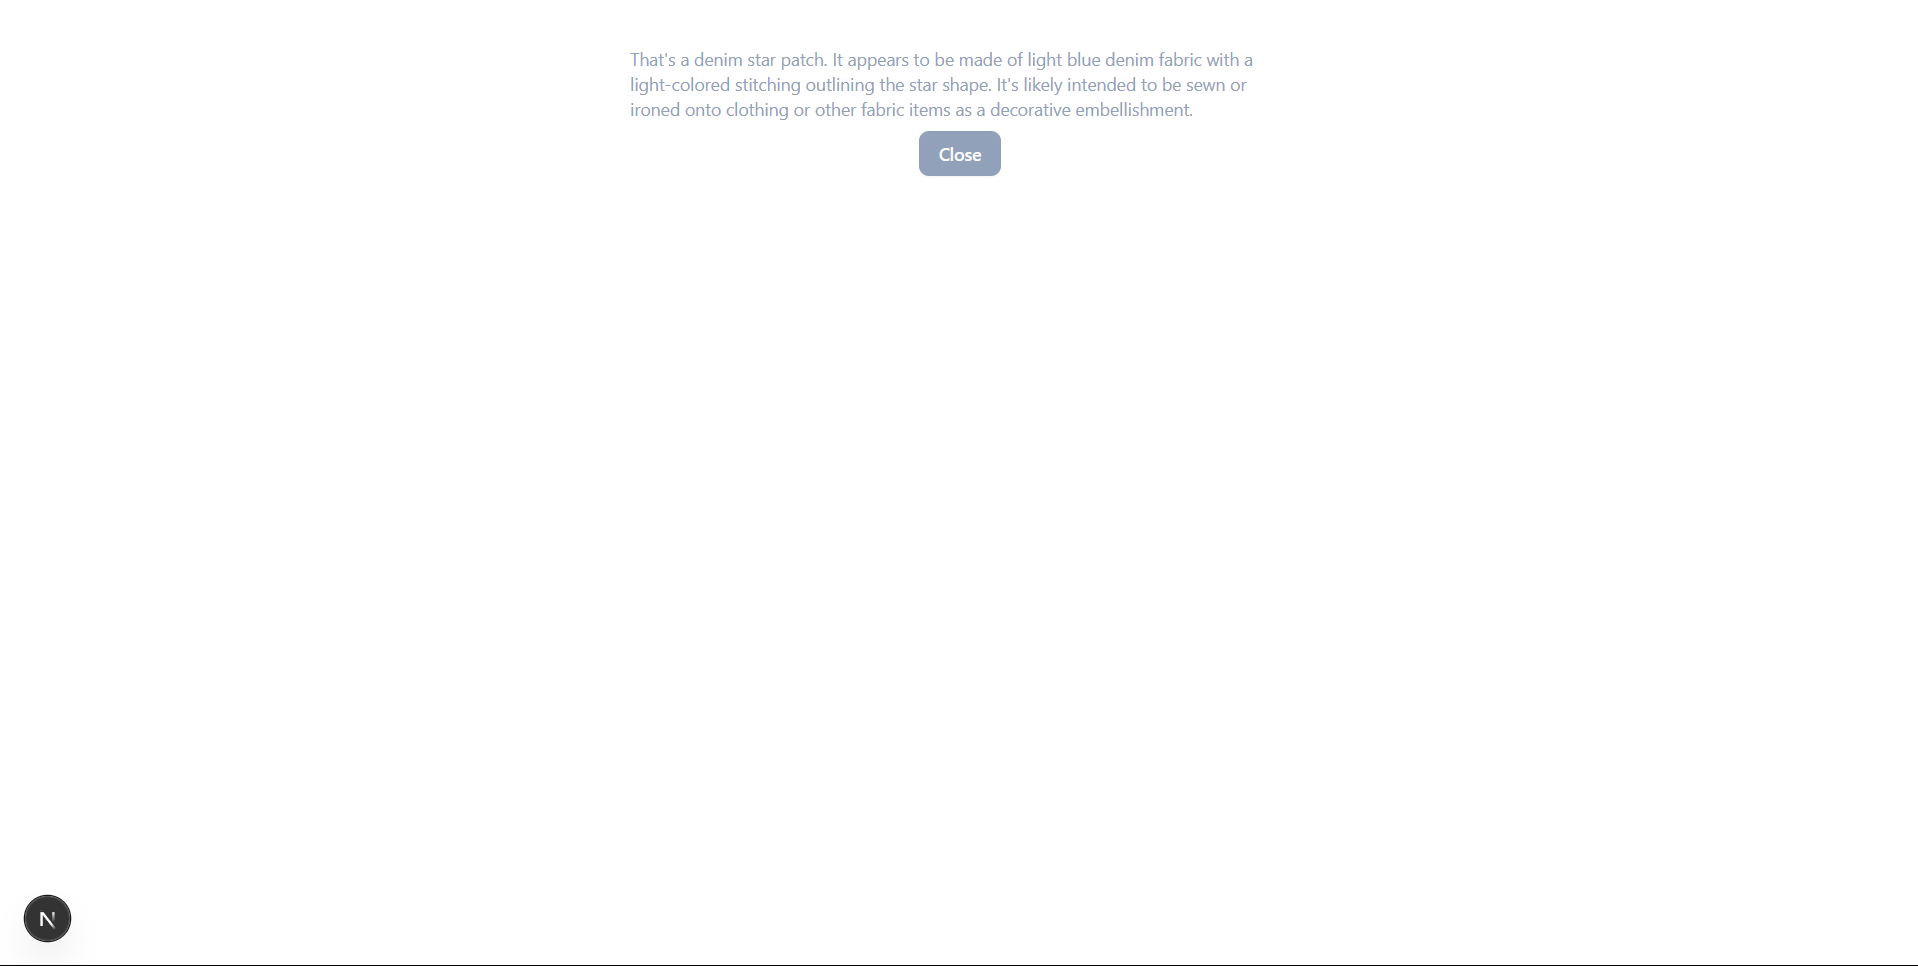 That's a denim star patch. It appears to be made of light blue denim fabric with a
light-colored stitching outlining the star shape. It's likely intended to be sewn or
ironed onto clothing or other fabric items as a decorative embellishment.
Close
N